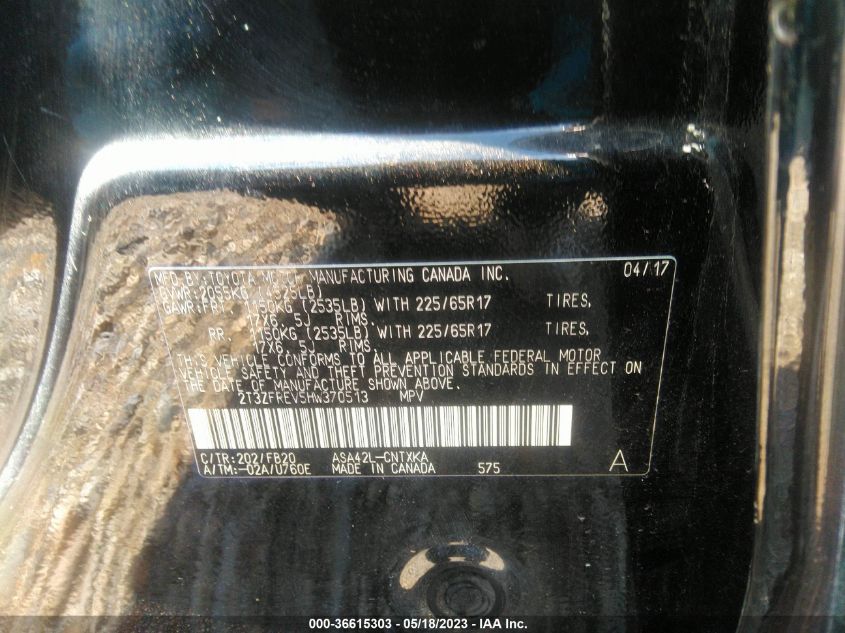 MFD.BY:TOYOTA MOTOR MANUFACTURING CANADA INC. 04/17
GVWR:2055KG (4525LB)
GAWR:FRT. 1150KG (2535LB) WITH 225/65R17 TIRES,
17X6.5J RIMS.
RR. 1150KG (2535LB) WITH 225/65R17 TIRES,
17X6.5J RIMS.
THIS VEHICLE CONFORMS TO ALL APPLICABLE FEDERAL MOTOR
VEHICLE SAFETY AND THEFT PREVENTION STANDARDS IN EFFECT ON
THE DATE OF MANUFACTURE SHOWN ABOVE.
2T3ZFREV5HW370513 MPV
C/TR:202/FB20 ASA42L-CNTXKA
A/TM:-02A/U760E MADE IN CANADA 575 A
000-36615303 - 05/18/2023 - IAA Inc.